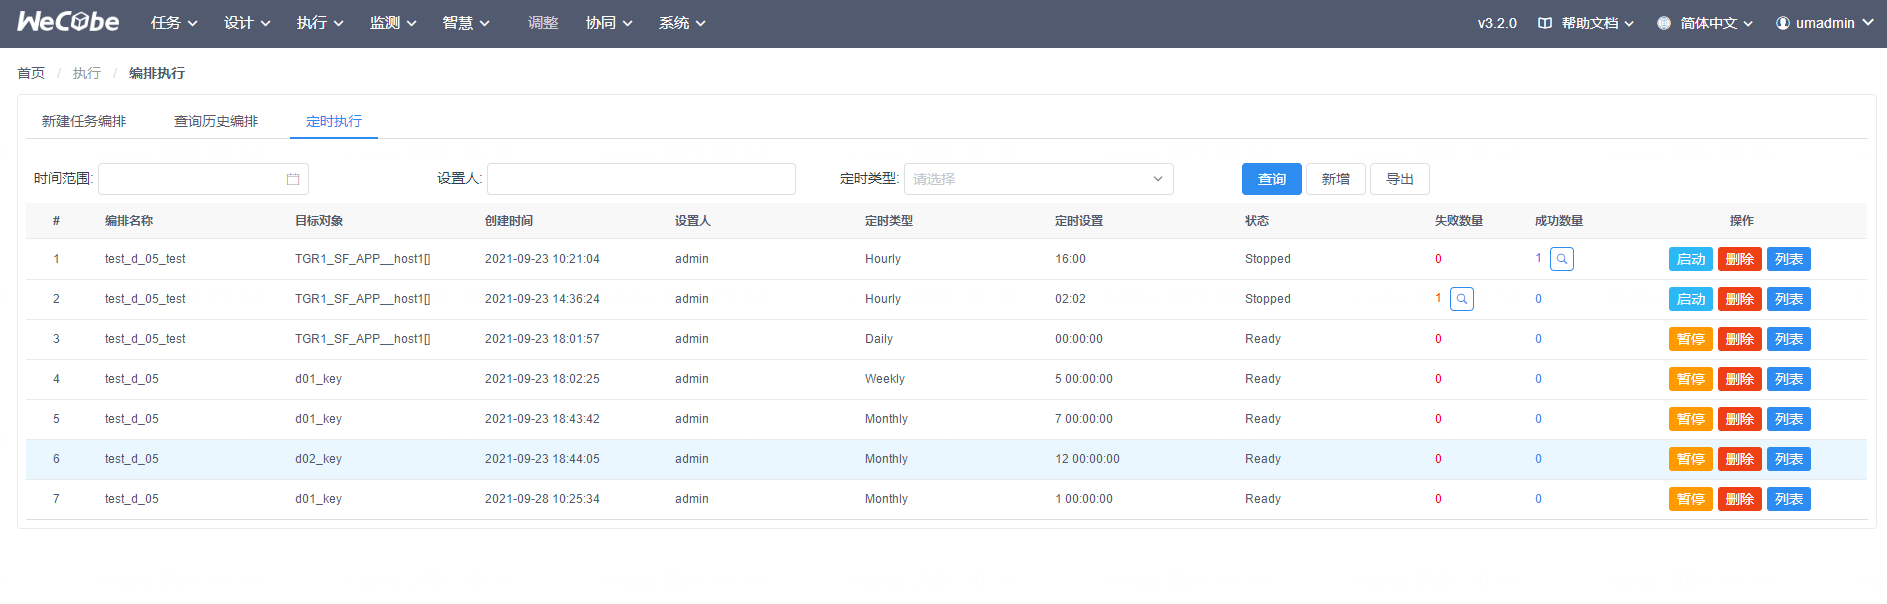 WeCube 任务 设计 执行 监测 智慧 调整 协同 系统 v3.2.0 帮助文档 简体中文 umadmin
首页 / 执行 / 编排执行
新建任务编排 查询历史编排 定时执行
时间范围: 设置人: 定时类型: 请选择 查询 新增 导出
# 编排名称 目标对象 创建时间 设置人 定时类型 定时设置 状态 失败数量 成功数量 操作
1 test_d_05_test TGR1_SF_APP__host1[] 2021-09-23 10:21:04 admin Hourly 16:00 Stopped 0 1 启动 删除 列表
2 test_d_05_test TGR1_SF_APP__host1[] 2021-09-23 14:36:24 admin Hourly 02:02 Stopped 1 0 启动 删除 列表
3 test_d_05_test TGR1_SF_APP__host1[] 2021-09-23 18:01:57 admin Daily 00:00:00 Ready 0 0 暂停 删除 列表
4 test_d_05 d01_key 2021-09-23 18:02:25 admin Weekly 5 00:00:00 Ready 0 0 暂停 删除 列表
5 test_d_05 d01_key 2021-09-23 18:43:42 admin Monthly 7 00:00:00 Ready 0 0 暂停 删除 列表
6 test_d_05 d02_key 2021-09-23 18:44:05 admin Monthly 12 00:00:00 Ready 0 0 暂停 删除 列表
7 test_d_05 d01_key 2021-09-28 10:25:34 admin Monthly 1 00:00:00 Ready 0 0 暂停 删除 列表